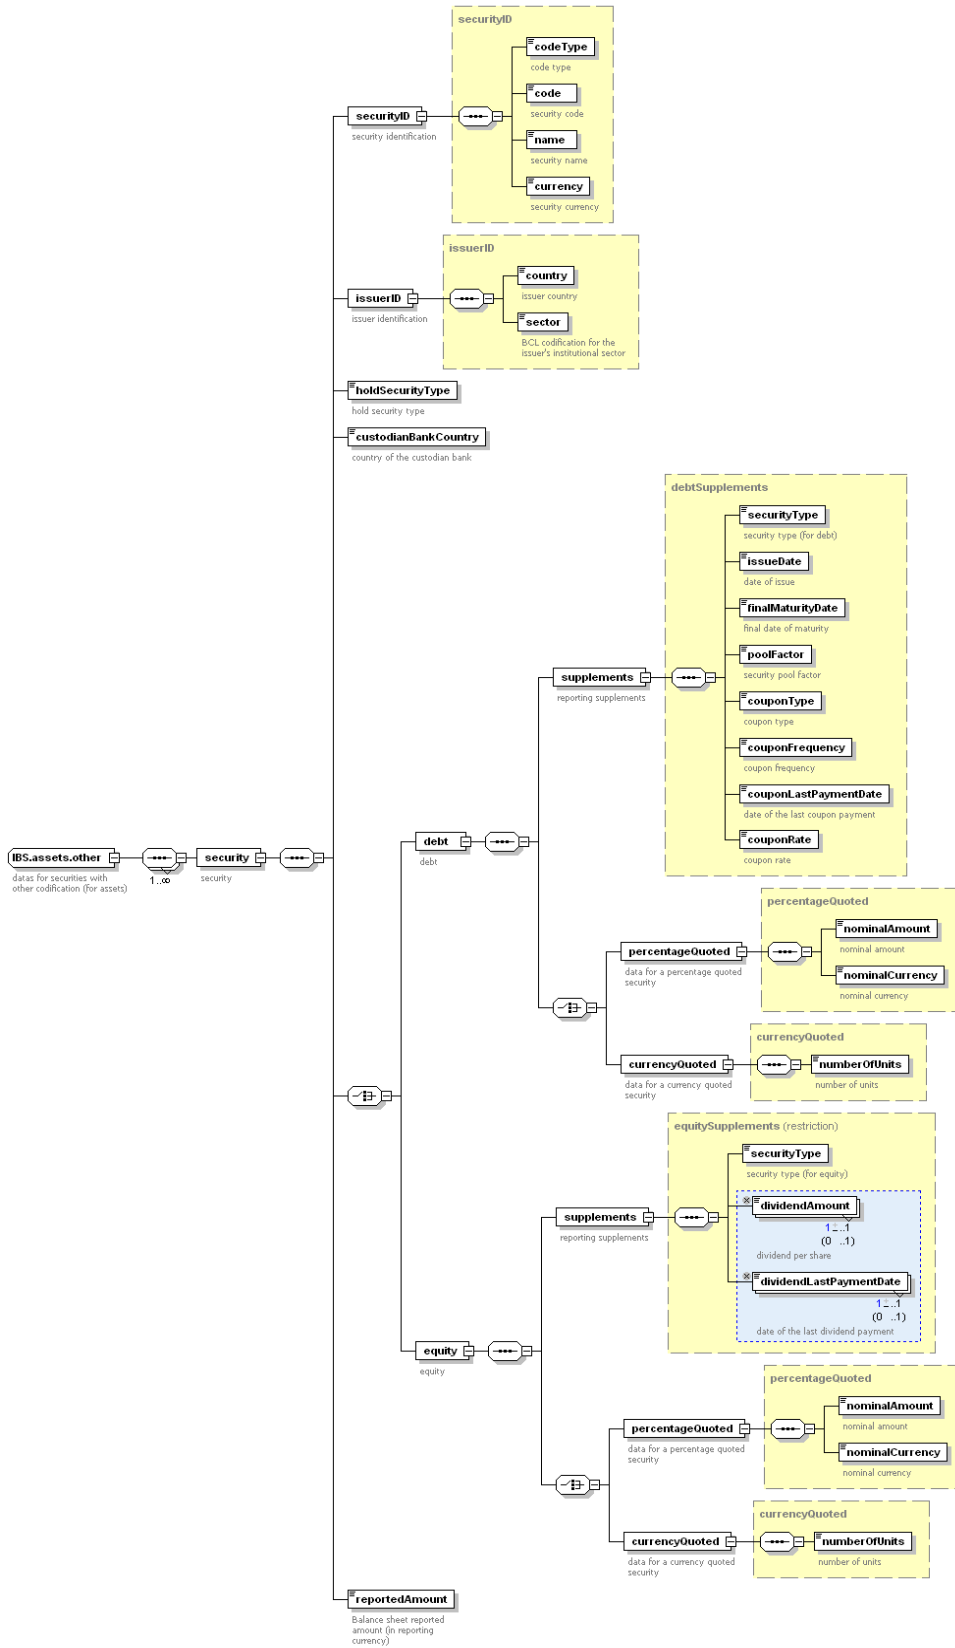 securityID
codeType
code type
code
security code
securityID
security identification
name
security name
currency
security currency
issuerID
country
issuer country
issuerID
issuer identification
sector
BCL codification for the
issuer's institutional sector
holdSecurityType
hold security type
custodianBankCountry
country of the custodian bank
debtSupplements
securityType
security type (for debt)
issueDate
date of issue
finalMaturityDate
final date of maturity
poolFactor
security pool factor
supplements
reporting supplements
couponType
coupon type
couponFrequency
coupon frequency
couponLastPaymentDate
date of the last coupon payment
couponRate
coupon rate
debt
debt
IBS.assets.other
datas for securities with
other codification (for assets)
1..∞
security
security
percentageQuoted
nominalAmount
nominal amount
percentageQuoted
data for a percentage quoted
security
nominalCurrency
nominal currency
currencyQuoted
currencyQuoted
data for a currency quoted
security
numberOfUnits
number of units
equitySupplements (restriction)
securityType
security type (for equity)
dividendAmount
1..1
(0 ..1)
dividend per share
supplements
reporting supplements
dividendLastPaymentDate
1..1
(0 ..1)
date of the last dividend payment
equity
equity
percentageQuoted
nominalAmount
nominal amount
percentageQuoted
data for a percentage quoted
security
nominalCurrency
nominal currency
currencyQuoted
currencyQuoted
data for a currency quoted
security
numberOfUnits
number of units
reportedAmount
Balance sheet reported
amount (in reporting
currency)